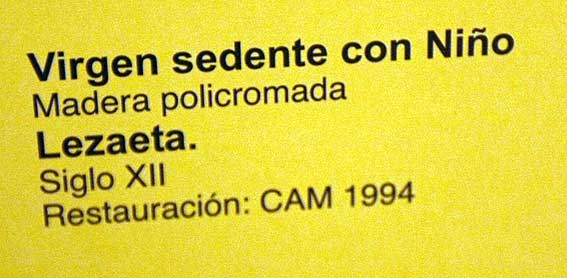 Virgen sedente con Niño
Madera policromada
Lezaeta.
Siglo XII
Restauración: CAM 1994